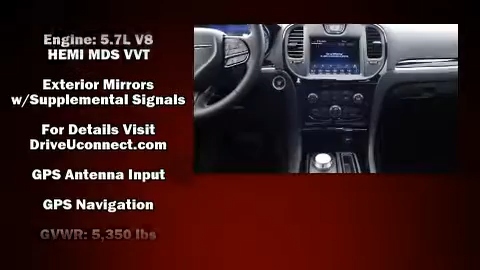 Engine: 5.7L V8
HEMI MDS VVT
Exterior Mirrors
w/Supplemental Signals
For Details Visit
DriveUconnect.com
GPS Antenna Input
GPS Navigation
GVWR: 5,350 lbs